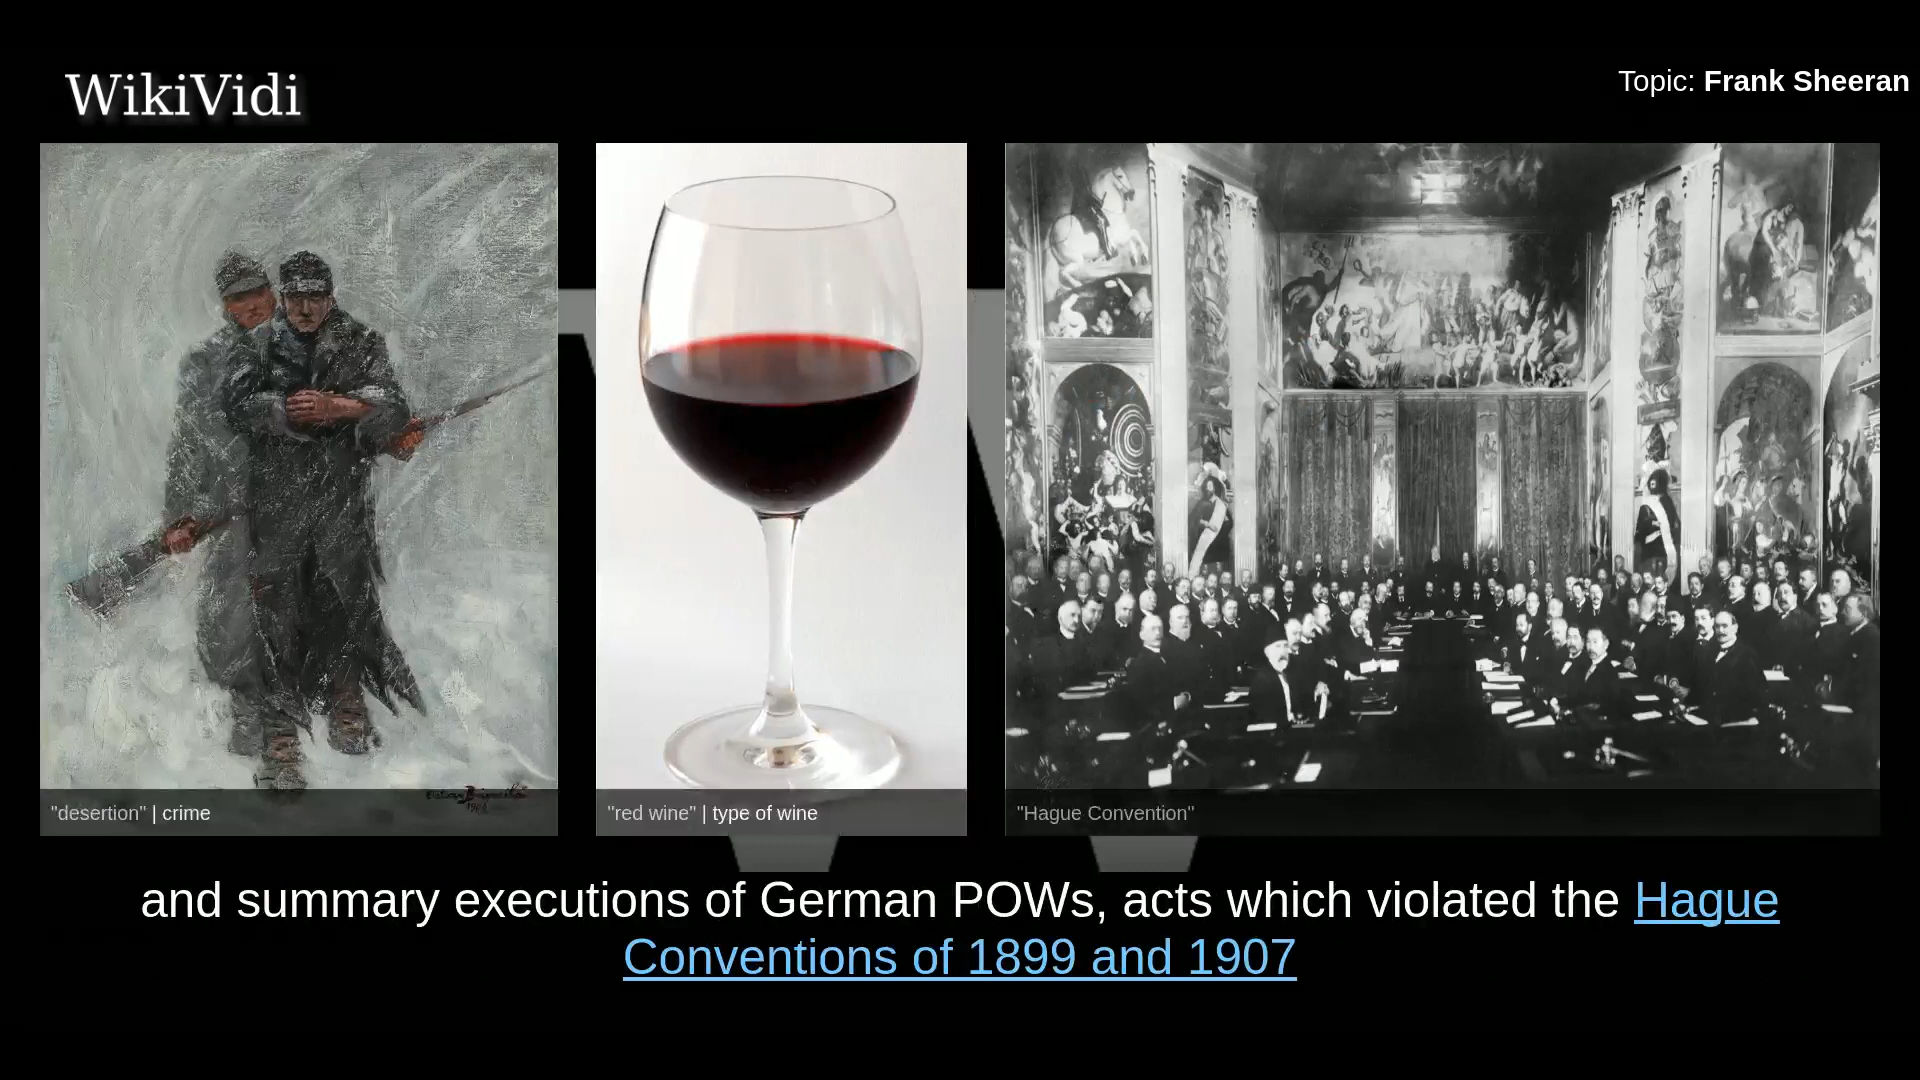 WikiVidi
Topic: Frank Sheeran
"desertion" | crime
"red wine" | type of wine
"Hague Convention"
and summary executions of German POWs, acts which violated the Hague
Conventions of 1899 and 1907